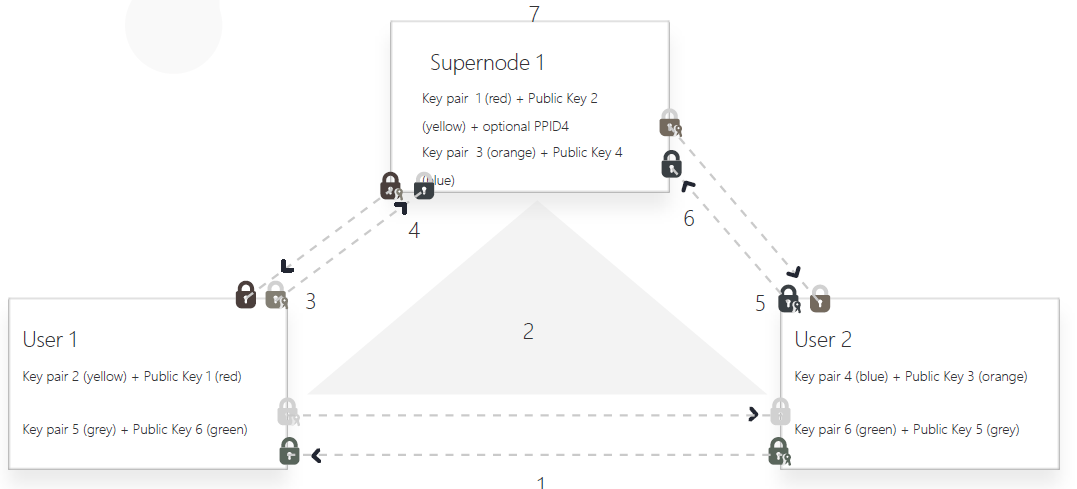 7
Supernode 1
Key pair 1 (red) + Public Key 2
(yellow) + optional PPID4
Key pair 3 (orange) + Public Key 4
(blue)
4
6
3
5
User 1
Key pair 2 (yellow) + Public Key 1 (red)
Key pair 5 (grey) + Public Key 6 (green)
2
User 2
Key pair 4 (blue) + Public Key 3 (orange)
Key pair 6 (green) + Public Key 5 (grey)
1